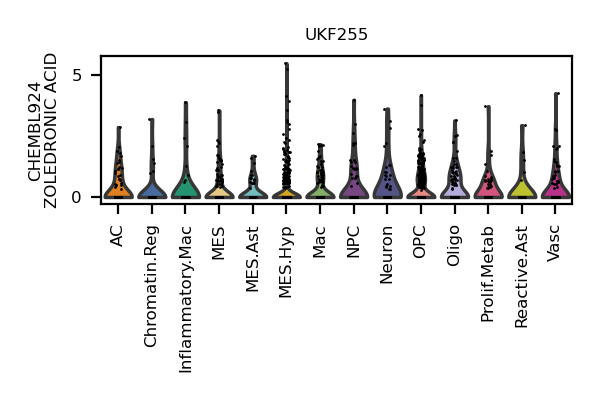 UKF255
CHEMBL924
ZOLEDRONIC ACID
5
0
AC
Chromatin.Reg
Inflammatory.Mac
MES
MES.Ast
MES.Hyp
Mac
NPC
Neuron
OPC
Oligo
Prolif.Metab
Reactive.Ast
Vasc